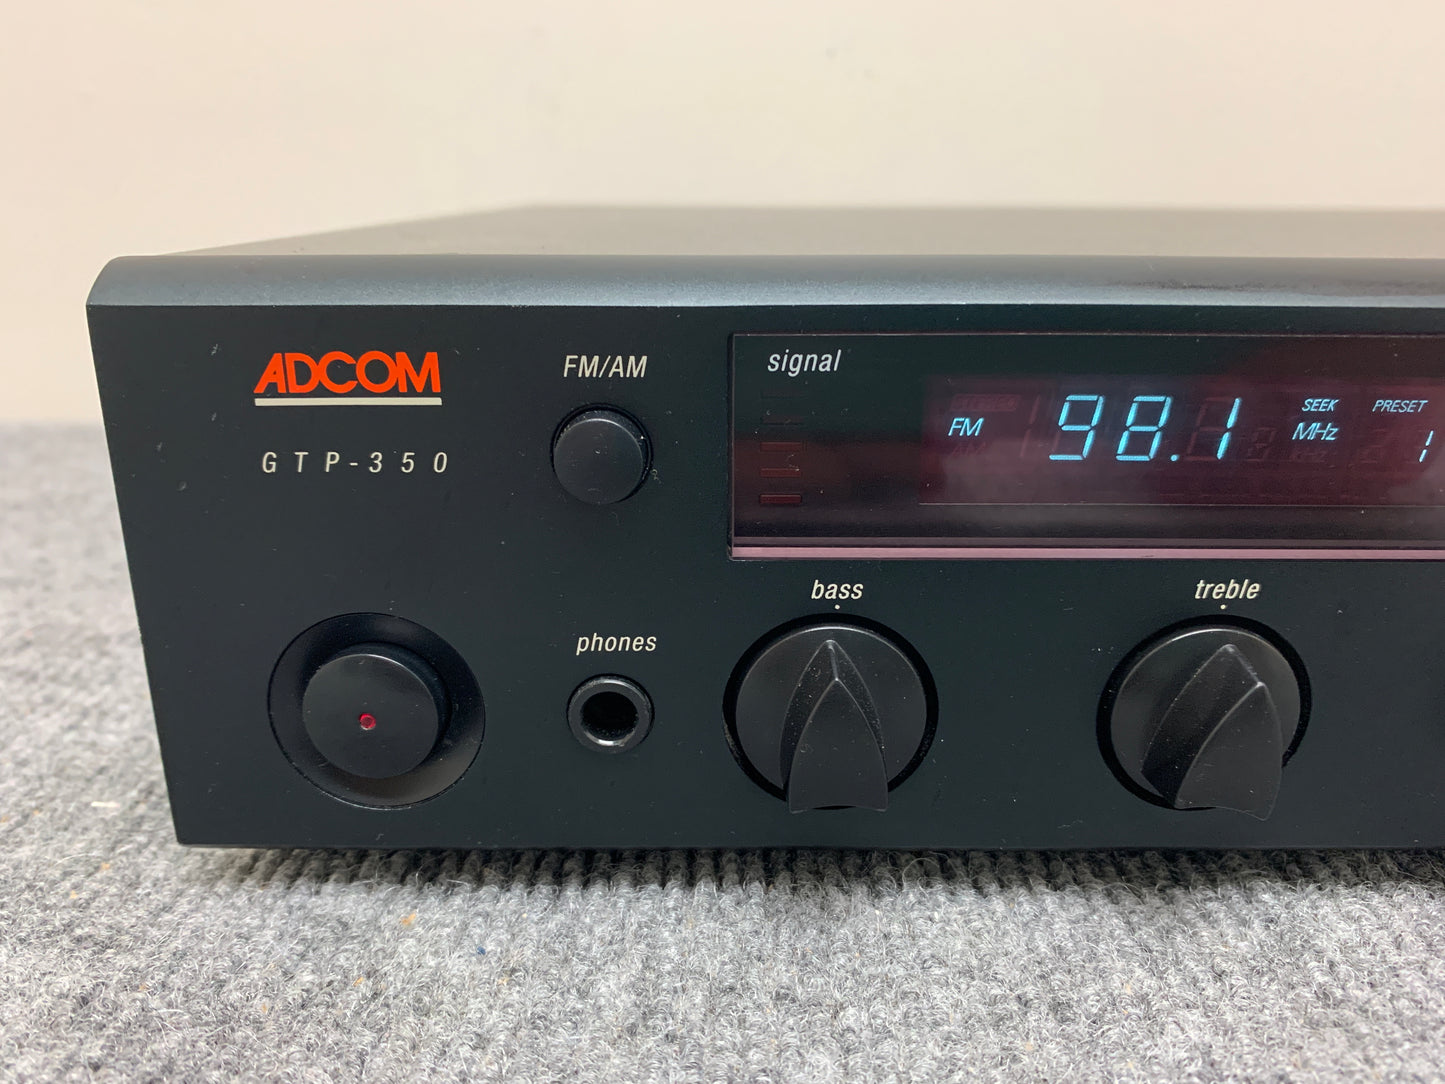 ADCOM
GTP-350
FM/AM
signal
FM 98.1 SEEK MHz PRESET 1
phones
bass
treble